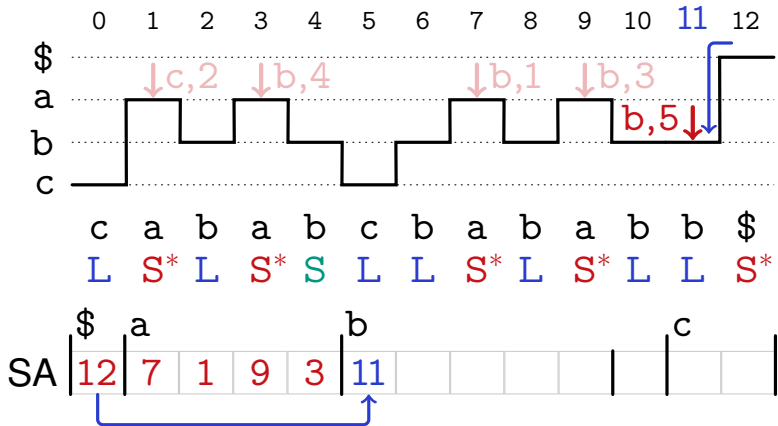 0 1 2 3 4 5 6 7 8 9 10 11 12
$
a c,2 b,4 b,1 b,3
b b,5
c
c a b a b c b a b a b b $
L S* L S* S L L S* L S* L L S*
$ a b c
SA 12 7 1 9 3 11